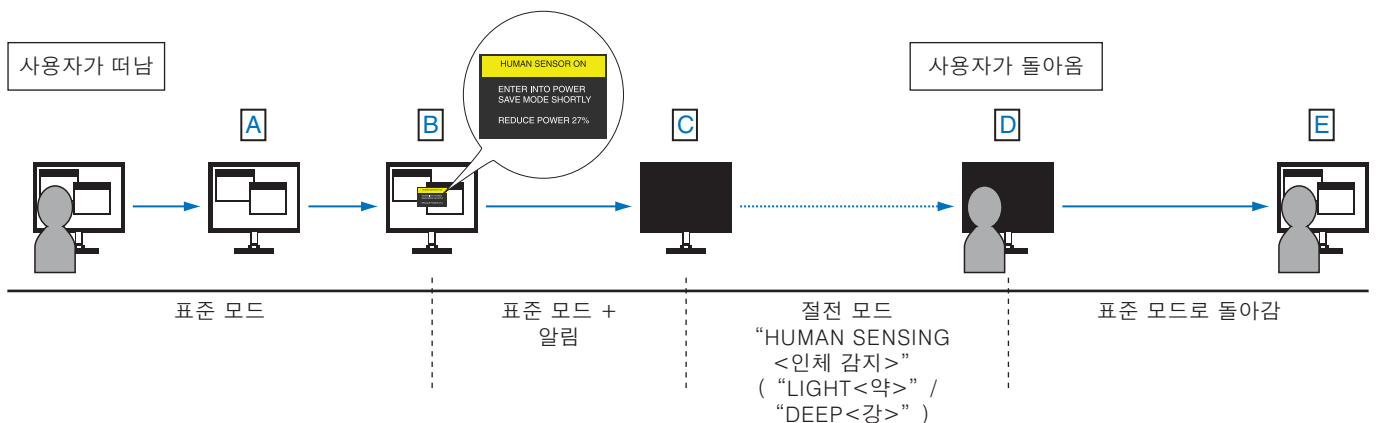 사용자가 떠남
사용자가 돌아옴
HUMAN SENSOR ON
ENTER INTO POWER
SAVE MODE SHORTLY
REDUCE POWER 27%
A
B
C
D
E
표준 모드
표준 모드 +
알림
절전 모드
“HUMAN SENSING
<인체 감지>”
( “LIGHT<약>” /
“DEEP<강>” )
표준 모드로 돌아감